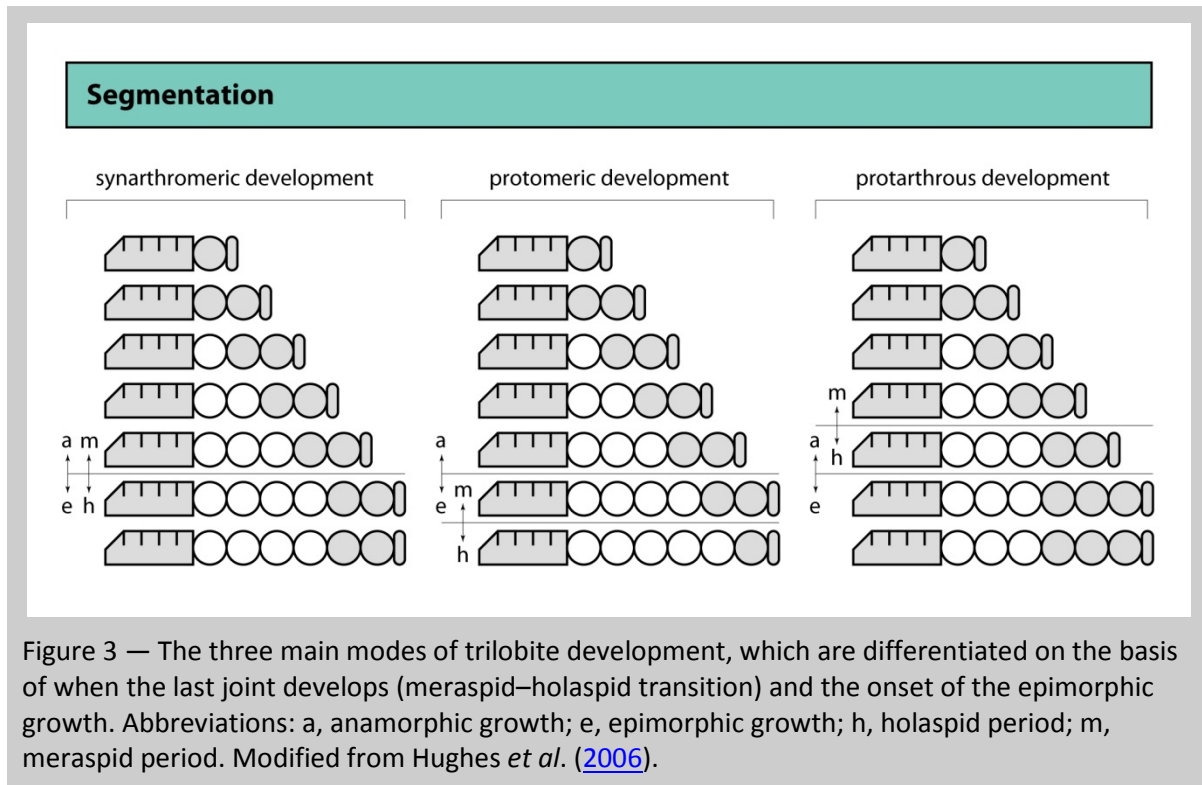 Segmentation
synarthromeric development
protomeric development
protarthrous development
m
a m
a
a h
e h
e m
e
h
Figure 3 — The three main modes of trilobite development, which are differentiated on the basis
of when the last joint develops (meraspid–holaspid transition) and the onset of the epimorphic
growth. Abbreviations: a, anamorphic growth; e, epimorphic growth; h, holaspid period; m,
meraspid period. Modified from Hughes et al. (2006).